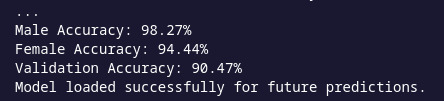 ...
Male Accuracy: 98.27%
Female Accuracy: 94.44%
Validation Accuracy: 90.47%
Model loaded successfully for future predictions.